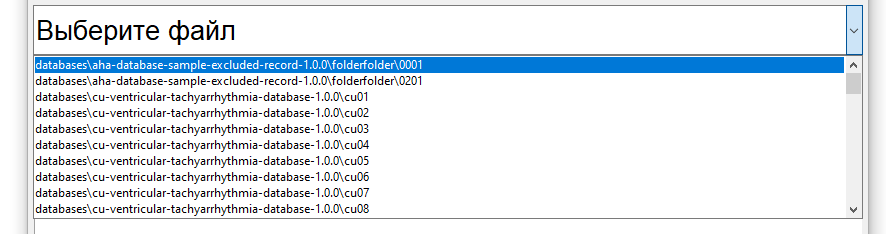 Выберите файл
databases\aha-database-sample-excluded-record-1.0.0\folderfolder\0001
databases\aha-database-sample-excluded-record-1.0.0\folderfolder\0201
databases\cu-ventricular-tachyarrhythmia-database-1.0.0\cu01
databases\cu-ventricular-tachyarrhythmia-database-1.0.0\cu02
databases\cu-ventricular-tachyarrhythmia-database-1.0.0\cu03
databases\cu-ventricular-tachyarrhythmia-database-1.0.0\cu04
databases\cu-ventricular-tachyarrhythmia-database-1.0.0\cu05
databases\cu-ventricular-tachyarrhythmia-database-1.0.0\cu06
databases\cu-ventricular-tachyarrhythmia-database-1.0.0\cu07
databases\cu-ventricular-tachyarrhythmia-database-1.0.0\cu08